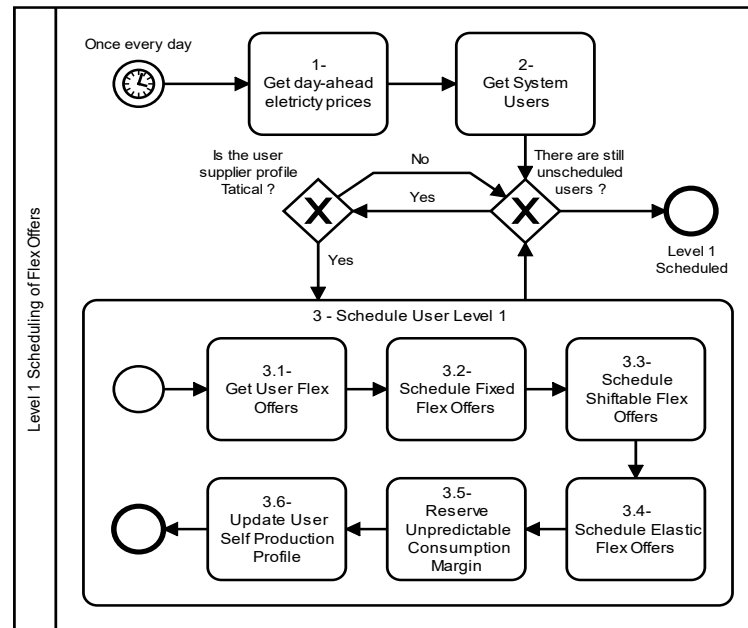 Level 1 Scheduling of Flex Offers
Once every day
1-
Get day-ahead
eletricty prices
2-
Get System
Users
Is the user
supplier profile
Tatical ?
No
Yes
There are still
unscheduled
users ?
Level 1
Scheduled
Yes
3 - Schedule User Level 1
3.1-
Get User Flex
Offers
3.2-
Schedule Fixed
Flex Offers
3.3-
Schedule
Shiftable Flex
Offers
3.6-
Update User
Self Production
Profile
3.5-
Reserve
Unpredictable
Consumption
Margin
3.4-
Schedule Elastic
Flex Offers